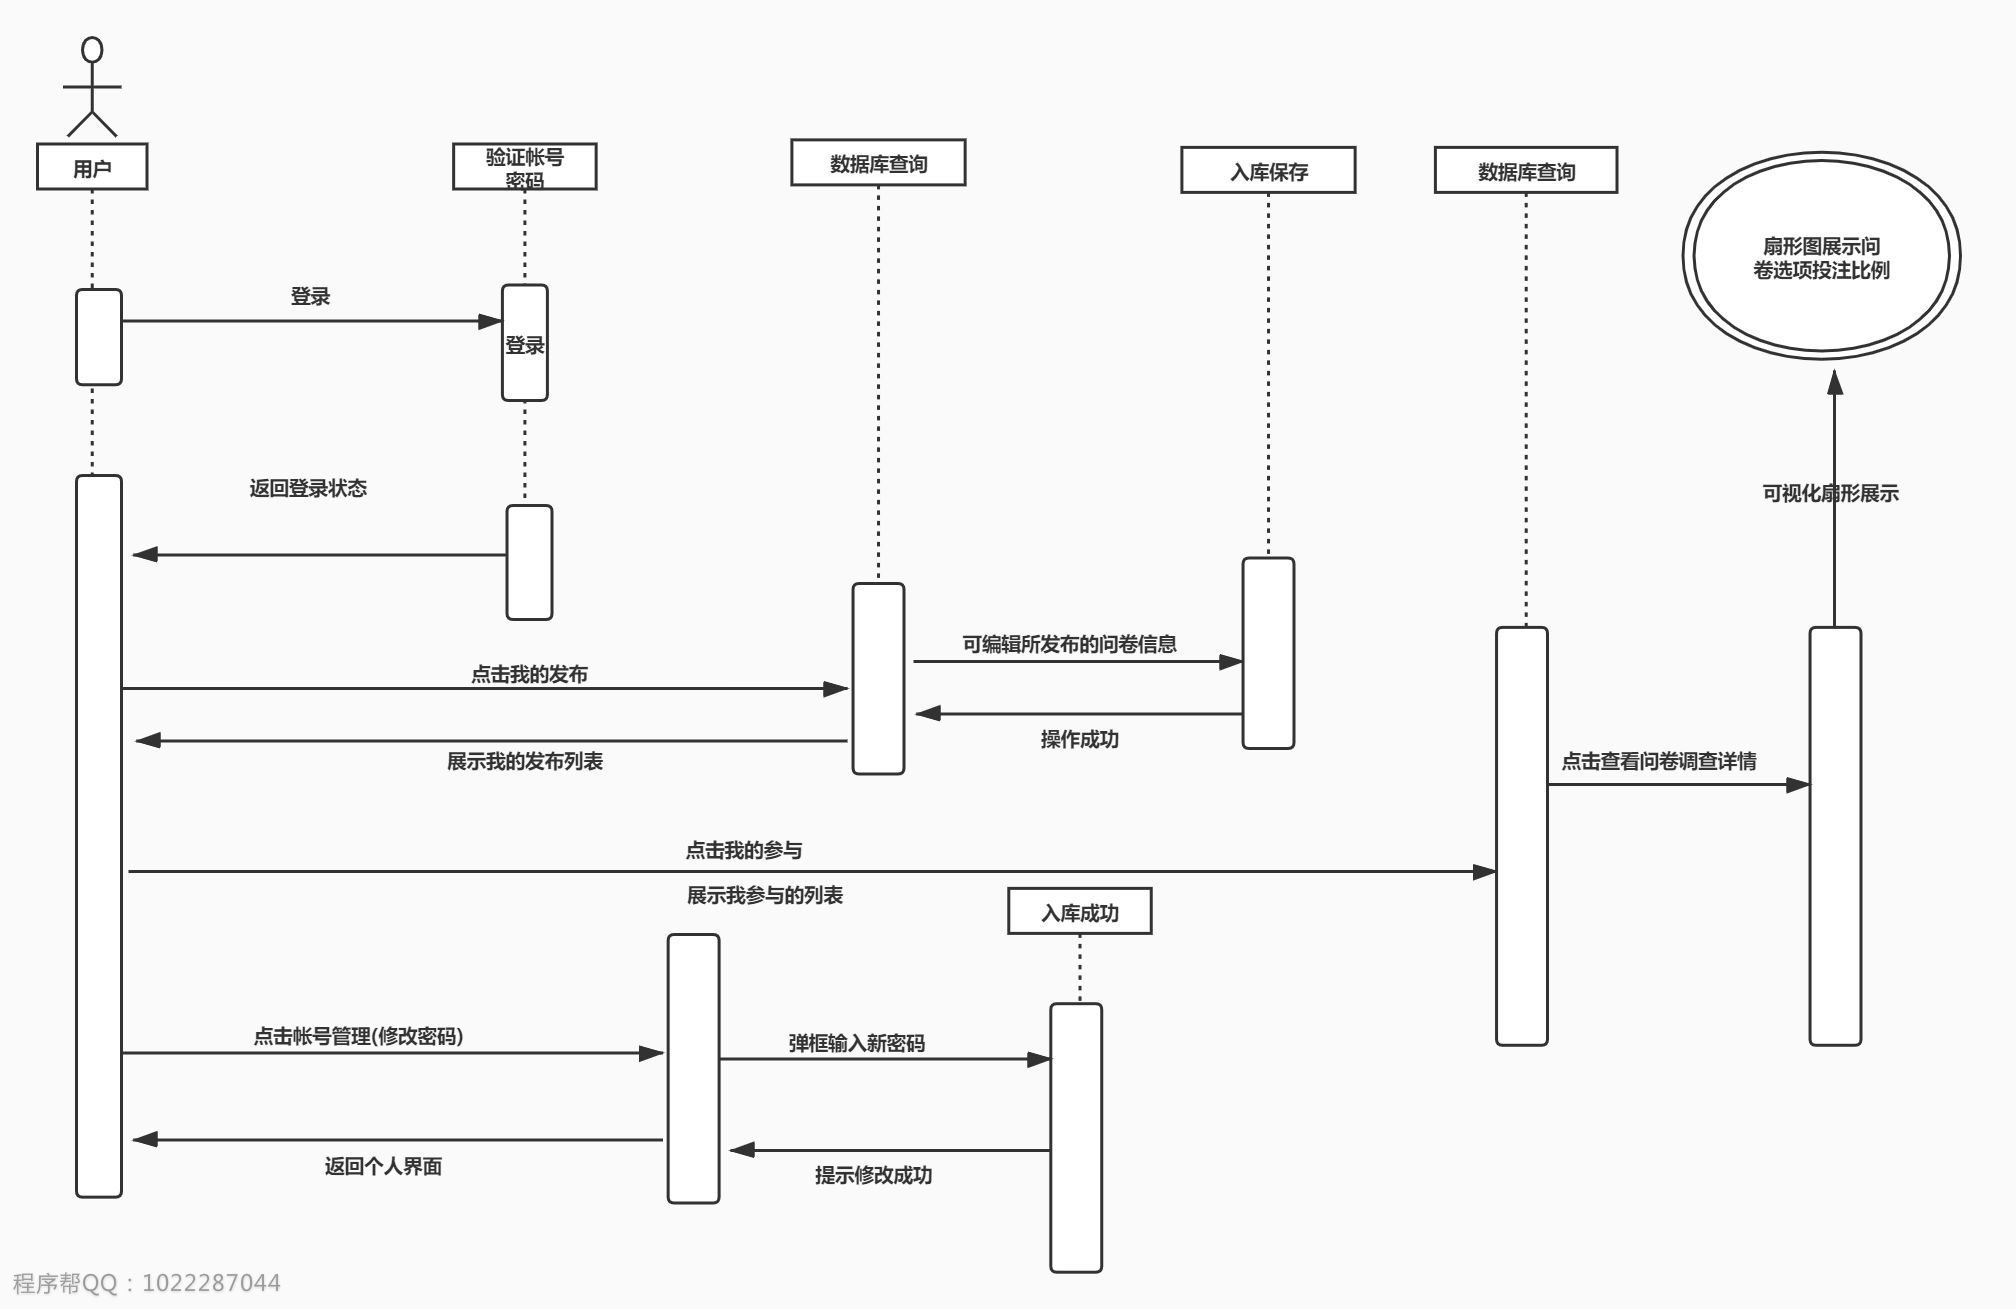 用户
验证帐号
密码
数据库查询
入库保存
数据库查询
扇形图展示问
卷选项投注比例
登录
登录
返回登录状态
可视化扇形展示
可编辑所发布的问卷信息
点击我的发布
操作成功
展示我的发布列表
点击查看问卷调查详情
点击我的参与
展示我参与的列表
入库成功
点击帐号管理(修改密码)
弹框输入新密码
返回个人界面
提示修改成功
程序帮QQ：1022287044